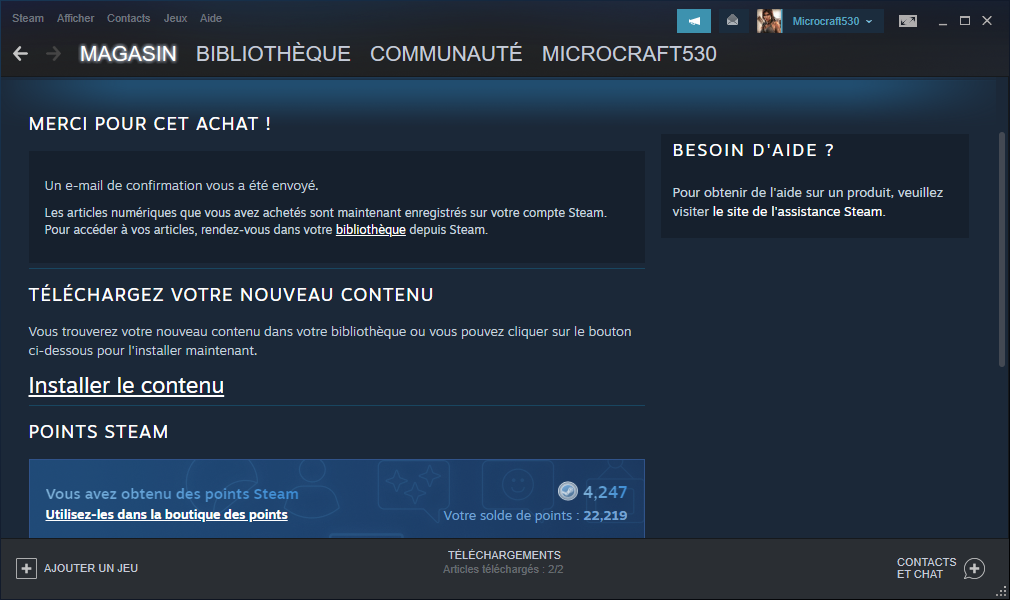 Steam Afficher Contacts Jeux Aide
Microcraft530
MAGASIN BIBLIOTHÈQUE COMMUNAUTÉ MICROCRAFT530
MERCI POUR CET ACHAT !
Un e-mail de confirmation vous a été envoyé.
Les articles numériques que vous avez achetés sont maintenant enregistrés sur votre compte Steam.
Pour accéder à vos articles, rendez-vous dans votre bibliothèque depuis Steam.
BESOIN D'AIDE ?
Pour obtenir de l'aide sur un produit, veuillez
visiter le site de l'assistance Steam.
TÉLÉCHARGEZ VOTRE NOUVEAU CONTENU
Vous trouverez votre nouveau contenu dans votre bibliothèque ou vous pouvez cliquer sur le bouton
ci-dessous pour l'installer maintenant.
Installer le contenu
POINTS STEAM
Vous avez obtenu des points Steam
4,247
Utilisez-les dans la boutique des points
Votre solde de points : 22,219
AJOUTER UN JEU
TÉLÉCHARGEMENTS
Articles téléchargés : 2/2
CONTACTS
ET CHAT